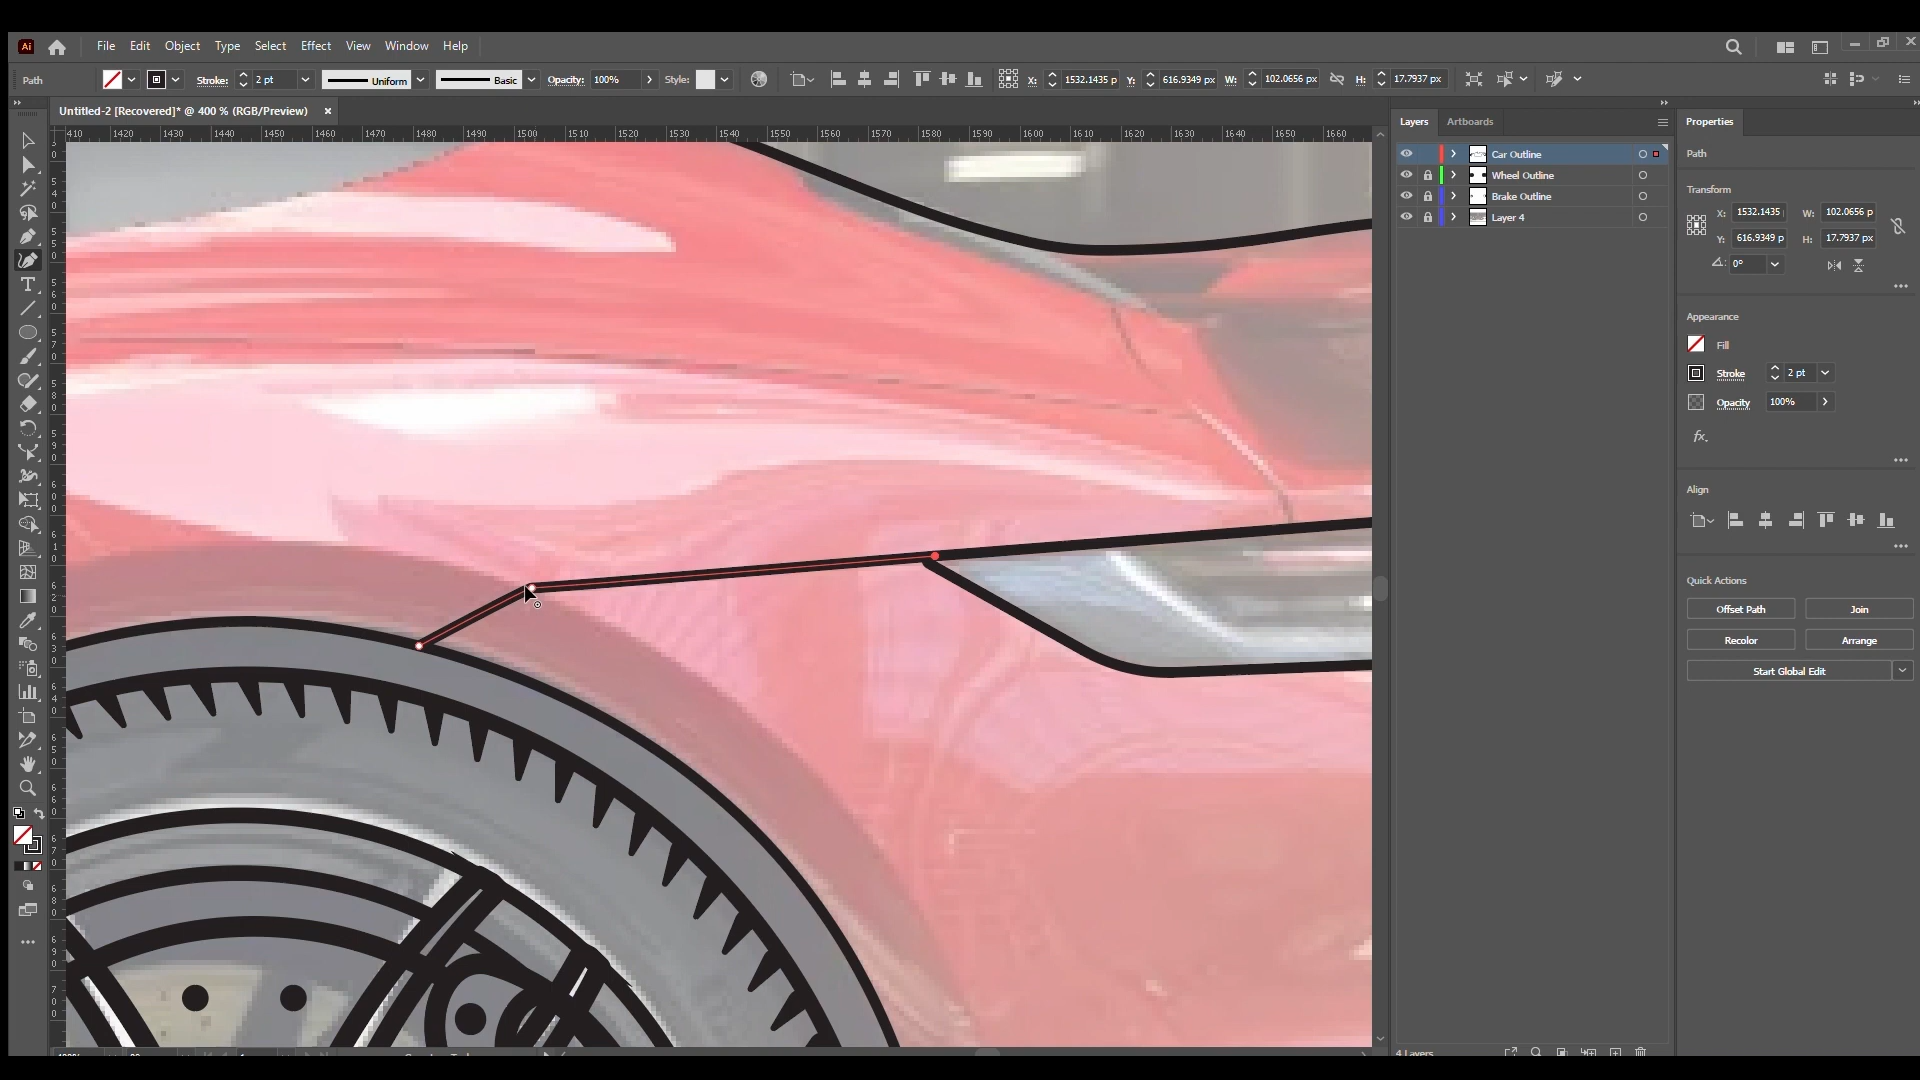 Ai File Edit Object Type Select Effect View Window Help
Path Stroke: 2 pt Uniform Basic Opacity: 100% Style: X: 1532.1435 p Y: 616.9349 px W: 102.0656 px H: 17.7937 px
Untitled-2 [Recovered]* @ 400 % (RGB/Preview) ×
410 1420 1430 1440 1450 1460 1470 1480 1490 1500 1510 1520 1530 1540 1550 1560 1570 1580 1590 1600 1610 1620 1630 1640 1650 1660
Layers Artboards
Car Outline
Wheel Outline
Brake Outline
Layer 4
4 Layers
Properties
Path
Transform
X: 1532.1435 W: 102.0656 p
Y: 616.9349 p H: 17.7937 px
0°
Appearance
Fill
Stroke 2 pt
Opacity 100%
fx.
Align
Quick Actions
Offset Path Join
Recolor Arrange
Start Global Edit